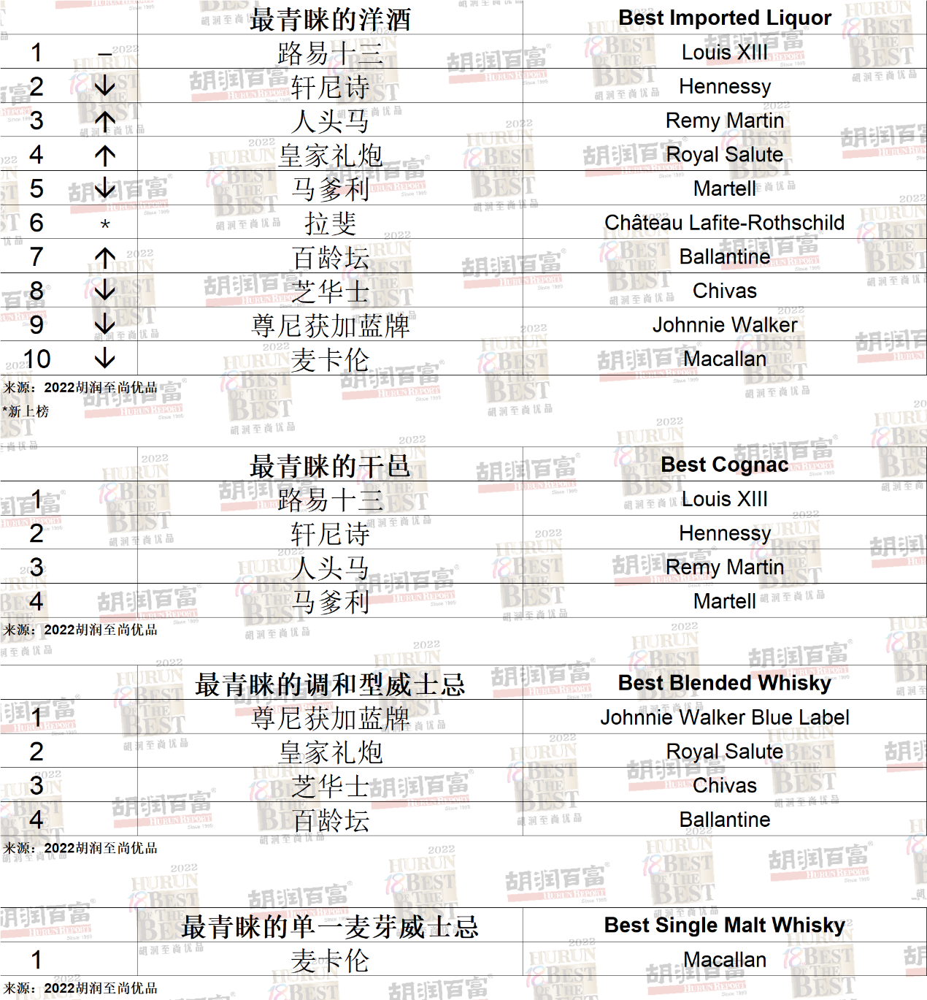 最青睐的洋酒 Best Imported Liquor
1 – 路易十三 Louis XIII
2 ↓ 轩尼诗 Hennessy
3 ↑ 人头马 Remy Martin
4 ↑ 皇家礼炮 Royal Salute
5 ↓ 马爹利 Martell
6 * 拉斐 Château Lafite-Rothschild
7 ↑ 百龄坛 Ballantine
8 ↓ 芝华士 Chivas
9 ↓ 尊尼获加蓝牌 Johnnie Walker
10 ↓ 麦卡伦 Macallan
来源：2022胡润至尚优品
*新上榜
最青睐的干邑 Best Cognac
1 路易十三 Louis XIII
2 轩尼诗 Hennessy
3 人头马 Remy Martin
4 马爹利 Martell
来源：2022胡润至尚优品
最青睐的调和型威士忌 Best Blended Whisky
1 尊尼获加蓝牌 Johnnie Walker Blue Label
2 皇家礼炮 Royal Salute
3 芝华士 Chivas
4 百龄坛 Ballantine
来源：2022胡润至尚优品
最青睐的单一麦芽威士忌 Best Single Malt Whisky
1 麦卡伦 Macallan
来源：2022胡润至尚优品